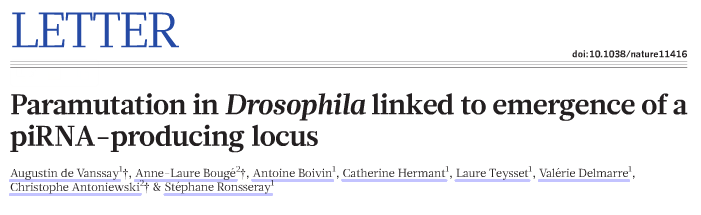 LETTER
doi:10.1038/nature11416
Paramutation in Drosophila linked to emergence of a
piRNA-producing locus
Augustin de Vanssay1†, Anne-Laure Bougé2†, Antoine Boivin1, Catherine Hermant1, Laure Teysset1, Valérie Delmarre1,
Christophe Antoniewski2† & Stéphane Ronsseray1